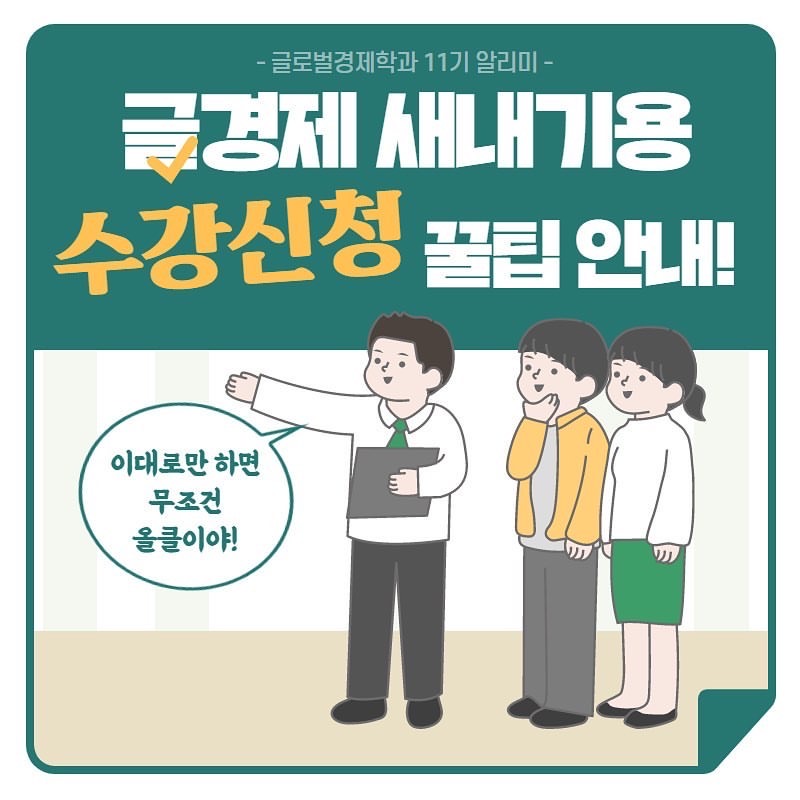 - 글로벌경제학과 11기 알리미 -
글경제 새내기용
수강신청 꿀팁 안내!
이대로만 하면
무조건
올클이야!